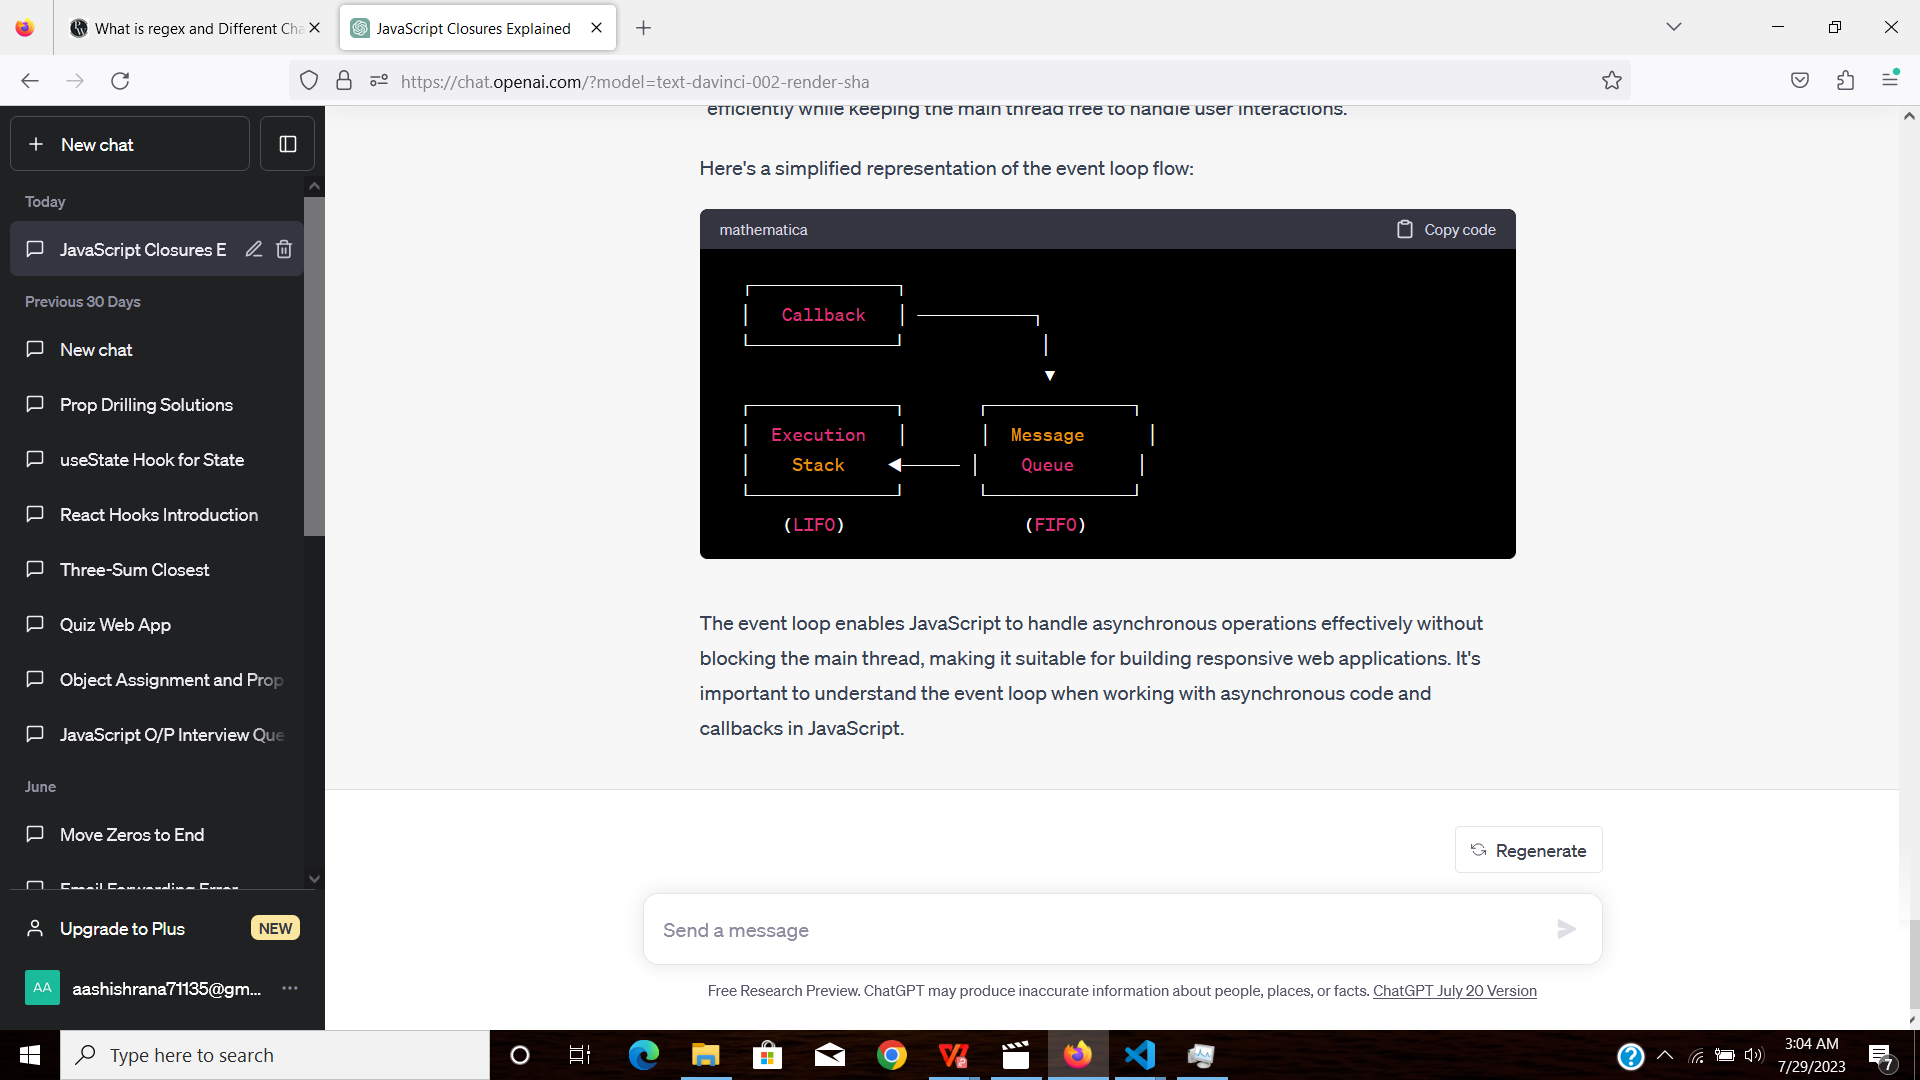 What is regex and Different Cha
JavaScript Closures Explained
https://chat.openai.com/?model=text-davinci-002-render-sha
New chat
Today
JavaScript Closures E
Previous 30 Days
New chat
Prop Drilling Solutions
useState Hook for State
React Hooks Introduction
Three-Sum Closest
Quiz Web App
Object Assignment and Prop
JavaScript O/P Interview Que
June
Move Zeros to End
Email Forwarding Error
Upgrade to Plus
NEW
AA
aashishrana71135@gm...
efficiently while keeping the main thread free to handle user interactions.
Here's a simplified representation of the event loop flow:
mathematica
Copy code
Callback
Execution
Stack
Message
Queue
(LIFO)
(FIFO)
The event loop enables JavaScript to handle asynchronous operations effectively without
blocking the main thread, making it suitable for building responsive web applications. It's
important to understand the event loop when working with asynchronous code and
callbacks in JavaScript.
Regenerate
Send a message
Free Research Preview. ChatGPT may produce inaccurate information about people, places, or facts. ChatGPT July 20 Version
Type here to search
3:04 AM
7/29/2023
7